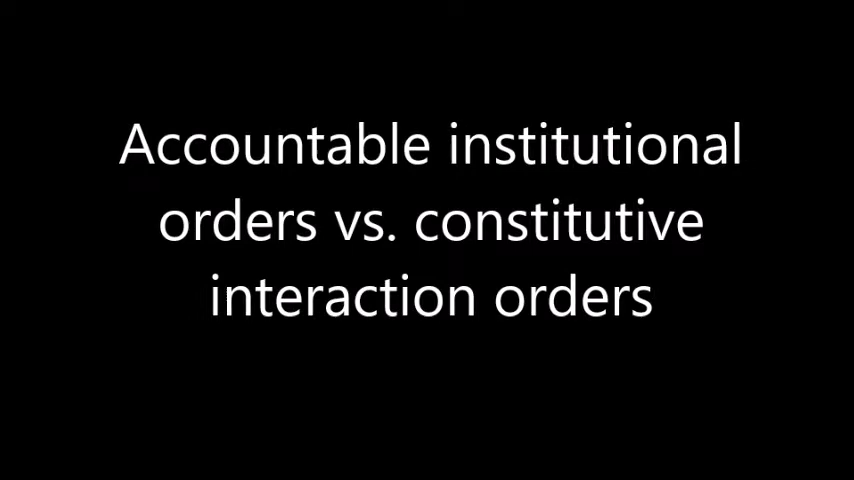 Accountable institutional
orders vs. constitutive
interaction orders